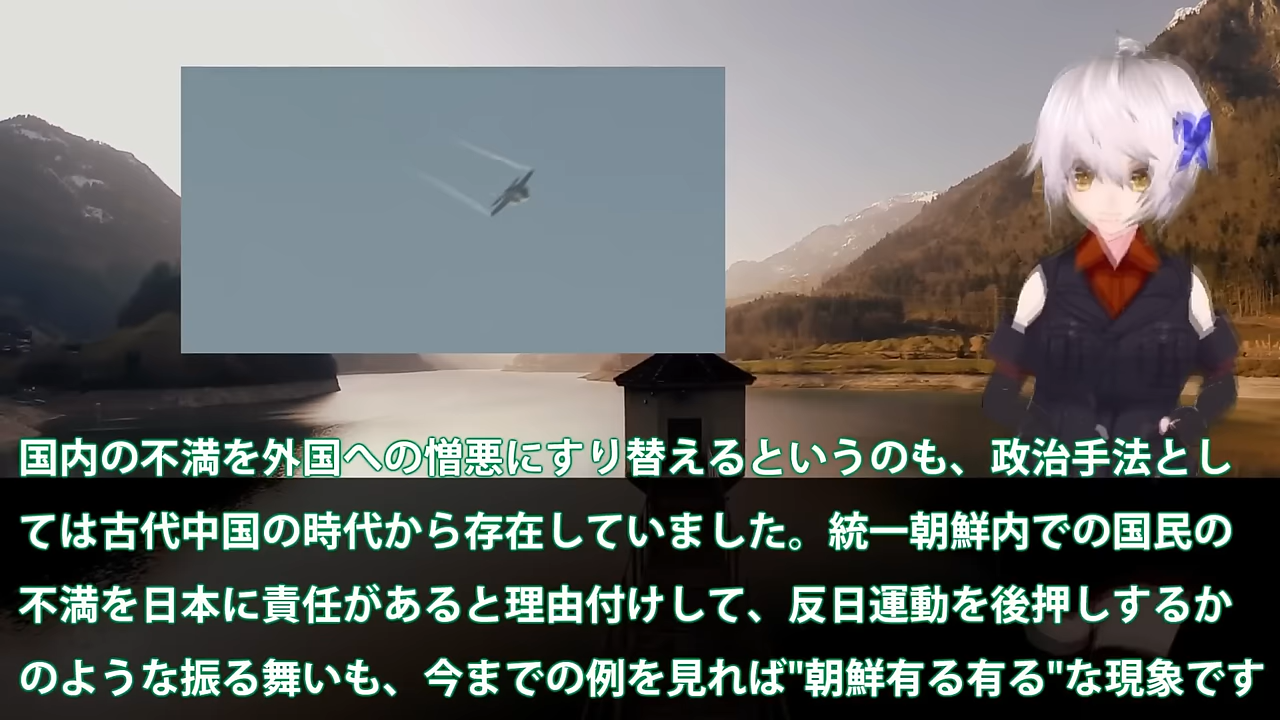 国内の不満を外国への憎悪にすり替えるというのも、政治手法とし
ては古代中国の時代から存在していました。統一朝鮮内での国民の
不満を日本に責任があると理由付けして、反日運動を後押しするか
のような振る舞いも、今までの例を見れば"朝鮮有る有る"な現象です